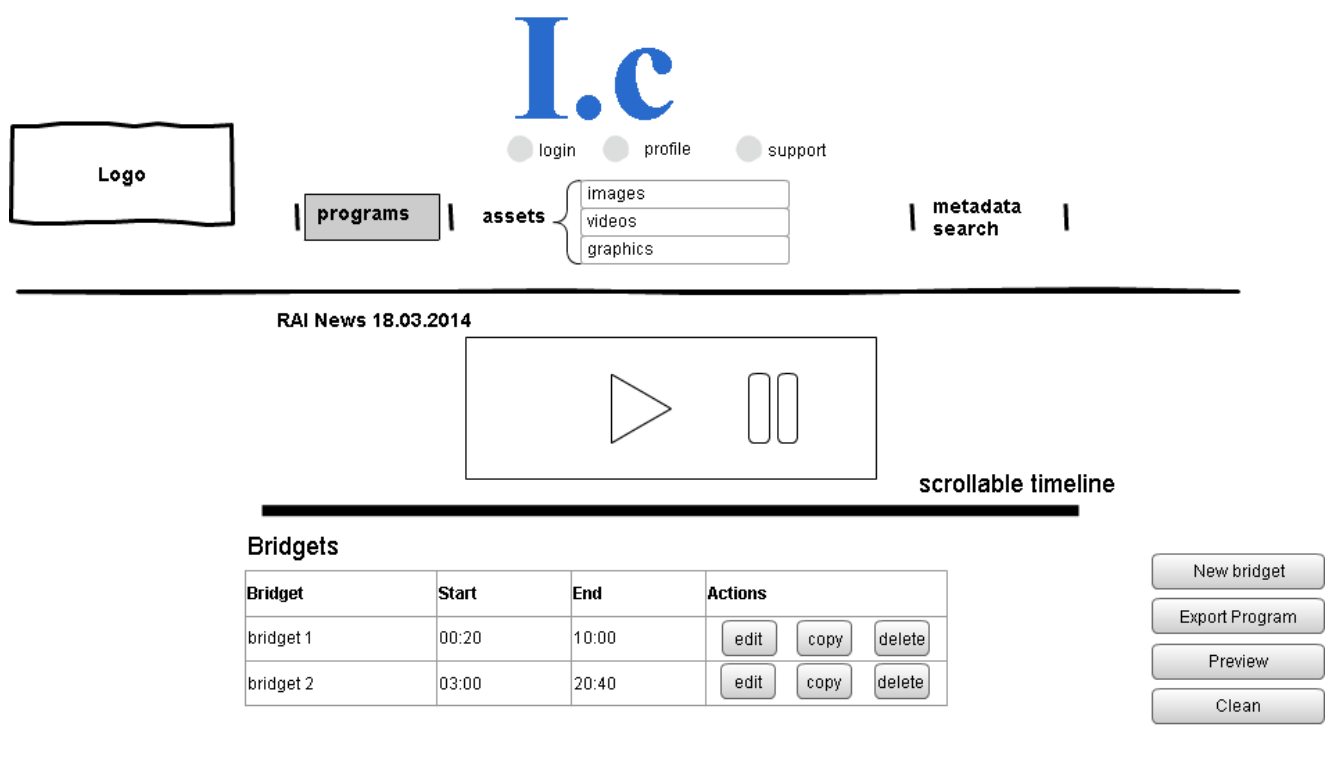 I.c
login profile support
Logo
programs
assets
images
videos
graphics
metadata
search
RAI News 18.03.2014
scrollable timeline
Bridgets
Bridget Start End Actions
bridget 1 00:20 10:00 edit copy delete
bridget 2 03:00 20:40 edit copy delete
New bridget
Export Program
Preview
Clean